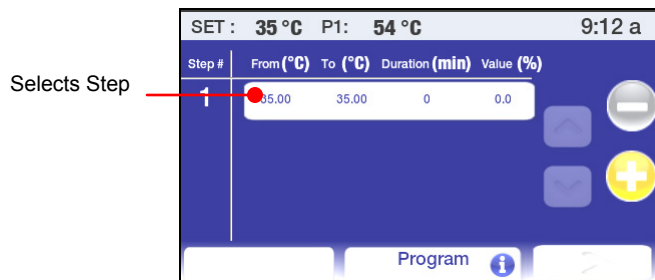 SET : 35 °C P1: 54 °C 9:12 a
Step # From (°C) To (°C) Duration (min) Value (%)
Selects Step
1 35.00 35.00 0 0.0
Program